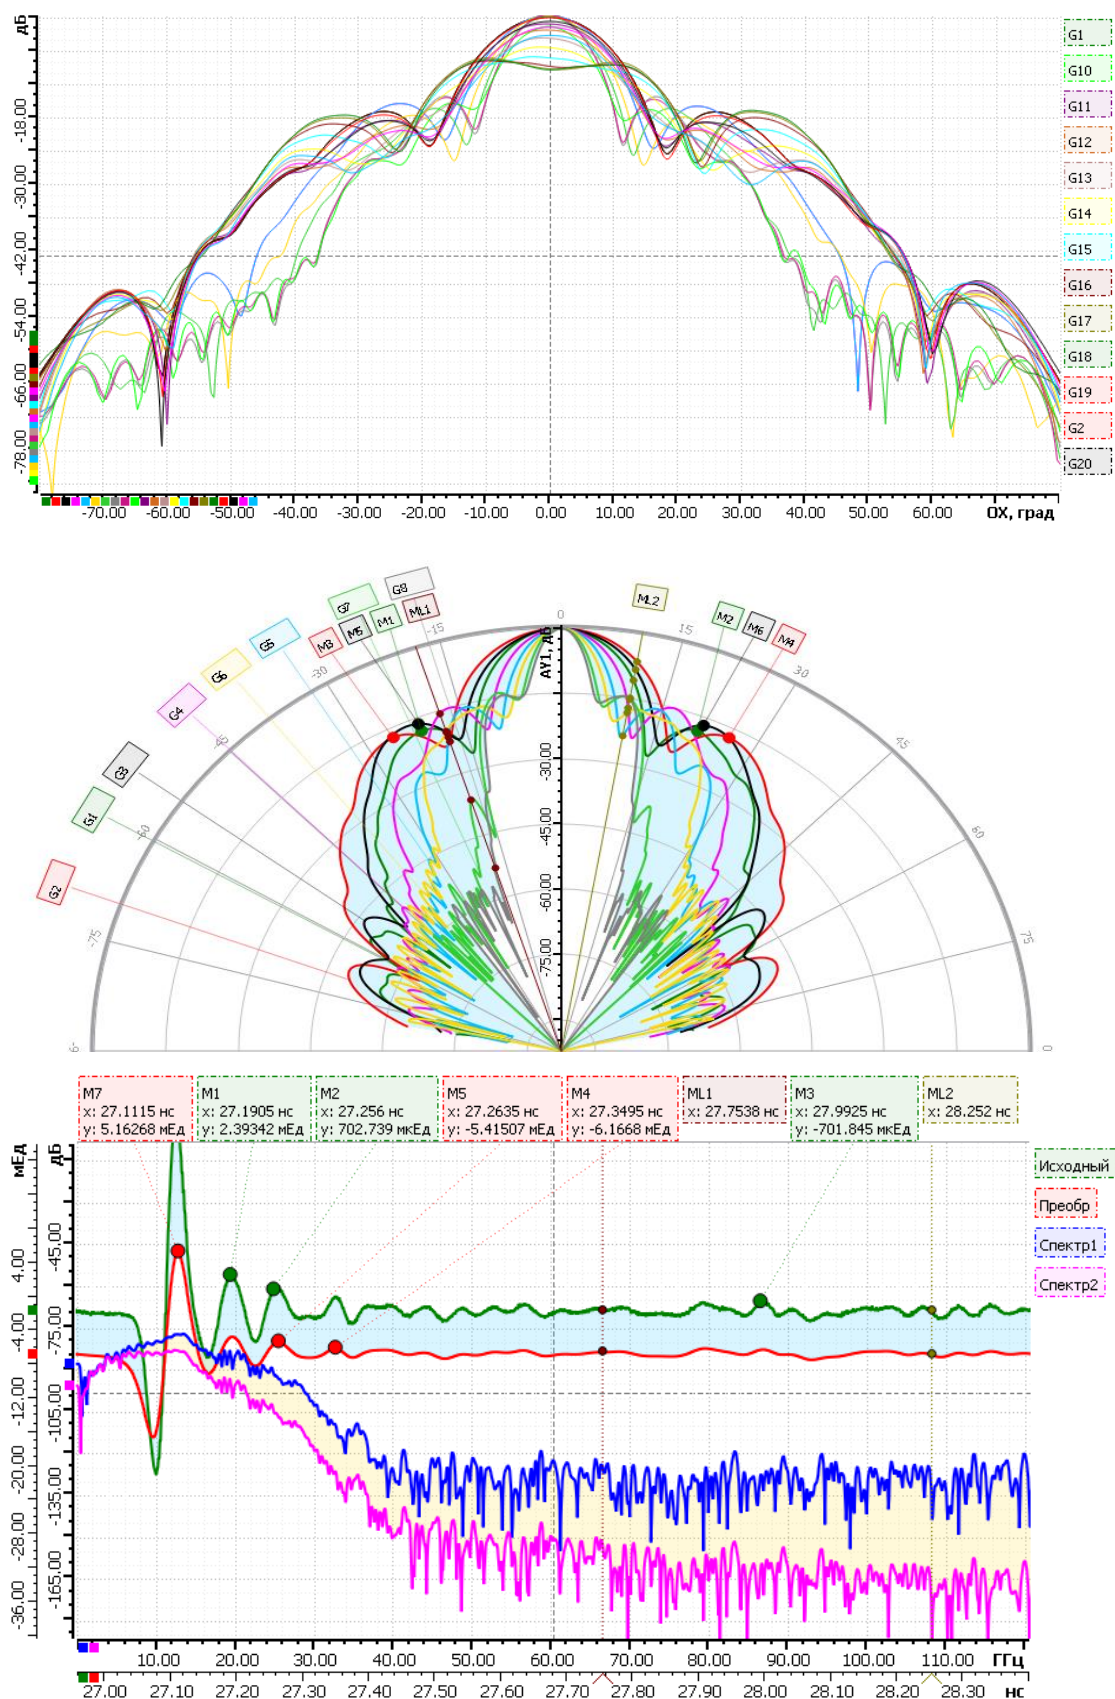 дБ
-18.00
-30.00
-42.00
-54.00
-66.00
-78.00
-70.00 -60.00 -50.00 -40.00 -30.00 -20.00 -10.00 0.00 10.00 20.00 30.00 40.00 50.00 60.00 OX, град
G1
G10
G11
G12
G13
G14
G15
G16
G17
G18
G19
G2
G20
G2
G1
G3
G4
G6
G5
M3
M5
G7
M1
G8
ML1
ML2
M2
M6
M4
-75
-60
-30
-15
0
15
30
45
60
75
0
AY1, дБ
-30.00
-45.00
-60.00
-75.00
M7
x: 27.1115 нс
y: 5.16268 мЕд
M1
x: 27.1905 нс
y: 2.39342 мЕд
M2
x: 27.256 нс
y: 702.739 мкЕд
M5
x: 27.2635 нс
y: -5.41507 мЕд
M4
x: 27.3495 нс
y: -6.1668 мЕд
ML1
x: 27.7538 нс
M3
x: 27.9925 нс
y: -701.845 мкЕд
ML2
x: 28.252 нс
мЕд
4.00
-4.00
-12.00
-20.00
-28.00
-36.00
дБ
-45.00
-75.00
-105.00
-135.00
-165.00
Исходный
Преобр
Спектр1
Спектр2
10.00 20.00 30.00 40.00 50.00 60.00 70.00 80.00 90.00 100.00 110.00 ГГц
27.00 27.10 27.20 27.30 27.40 27.50 27.60 27.70 27.80 27.90 28.00 28.10 28.20 28.30 нс